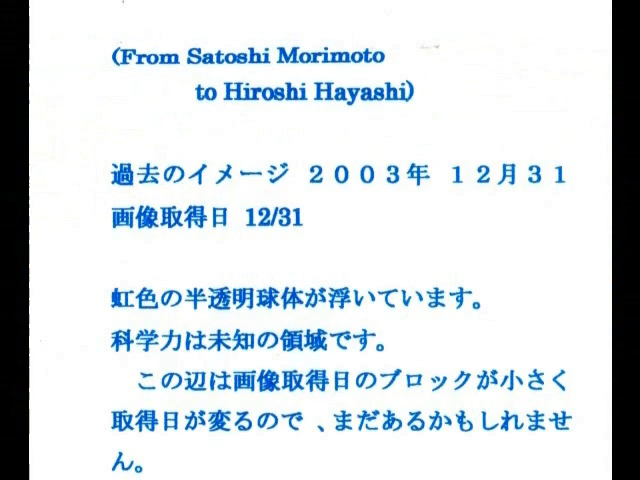 (From Satoshi Morimoto
to Hiroshi Hayashi)
過去のイメージ ２００３年 １２月３１
画像取得日 12/31
虹色の半透明球体が浮いています。
科学力は未知の領域です。
この辺は画像取得日のブロックが小さく
取得日が変るので 、まだあるかもしれませ
ん。